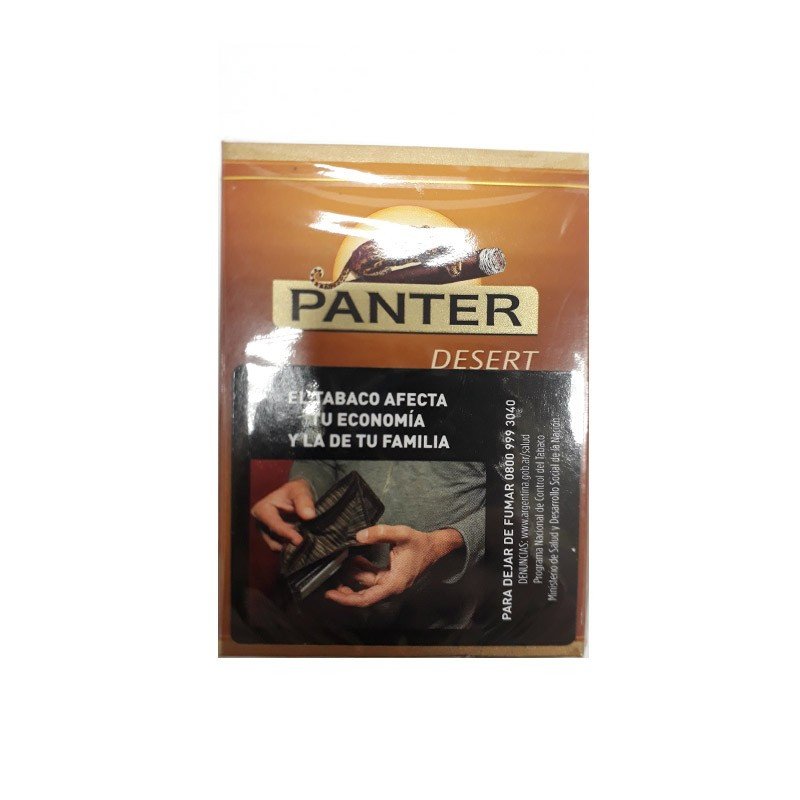 PANTER
DESERT
EL TABACO AFECTA
TU ECONOMÍA
Y LA DE TU FAMILIA
PARA DEJAR DE FUMAR 0800 999 3040
DENUNCIAS: www.argentina.gob.ar/salud
Programa Nacional de Control del Tabaco
Ministerio de Salud y Desarrollo Social de la Nación